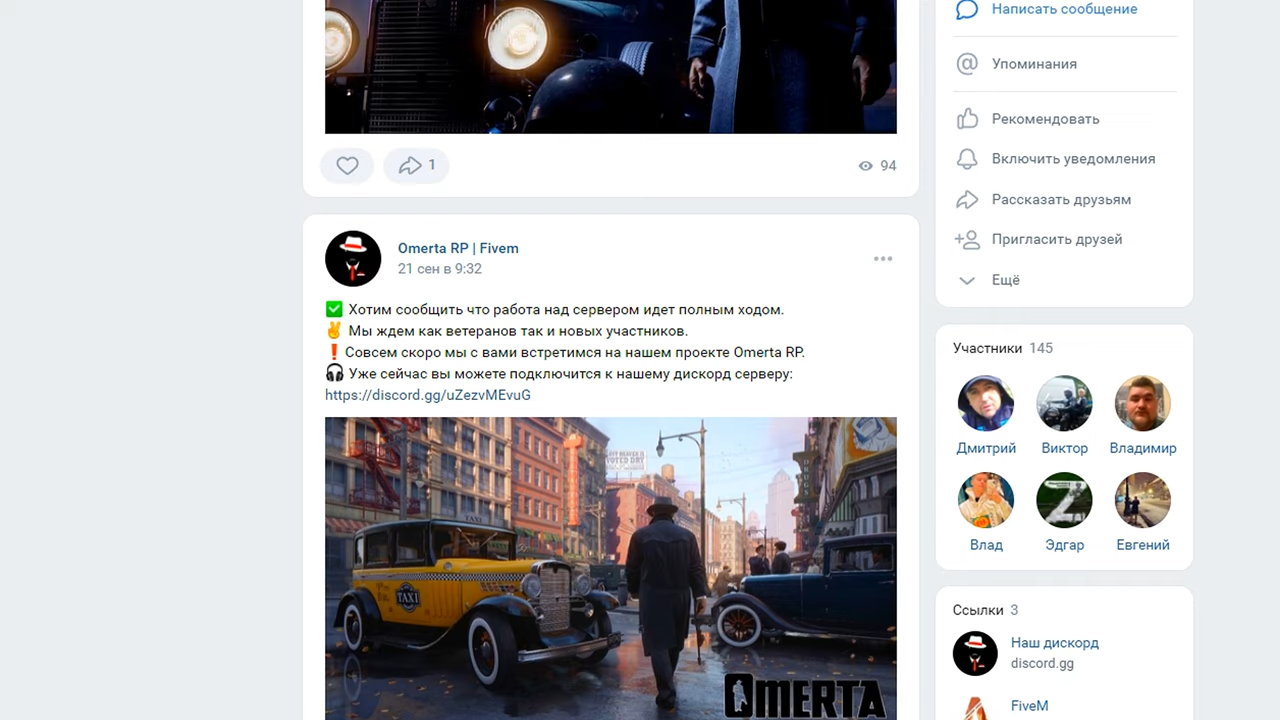 1
94
Omerta RP | Fivem
21 сен в 9:32
✅ Хотим сообщить что работа над сервером идет полным ходом.
✌ Мы ждем как ветеранов так и новых участников.
❗Совсем скоро мы с вами встретимся на нашем проекте Omerta RP.
🎧 Уже сейчас вы можете подключится к нашему дискорд серверу:
https://discord.gg/uZezvMEvuG
TAXI
TAXI
DRUGS
OMERTA
Написать сообщение
Упоминания
Рекомендовать
Включить уведомления
Рассказать друзьям
Пригласить друзей
Ещё
Участники 145
Дмитрий Виктор Владимир
Влад Эдгар Евгений
Ссылки 3
Наш дискорд
discord.gg
FiveM